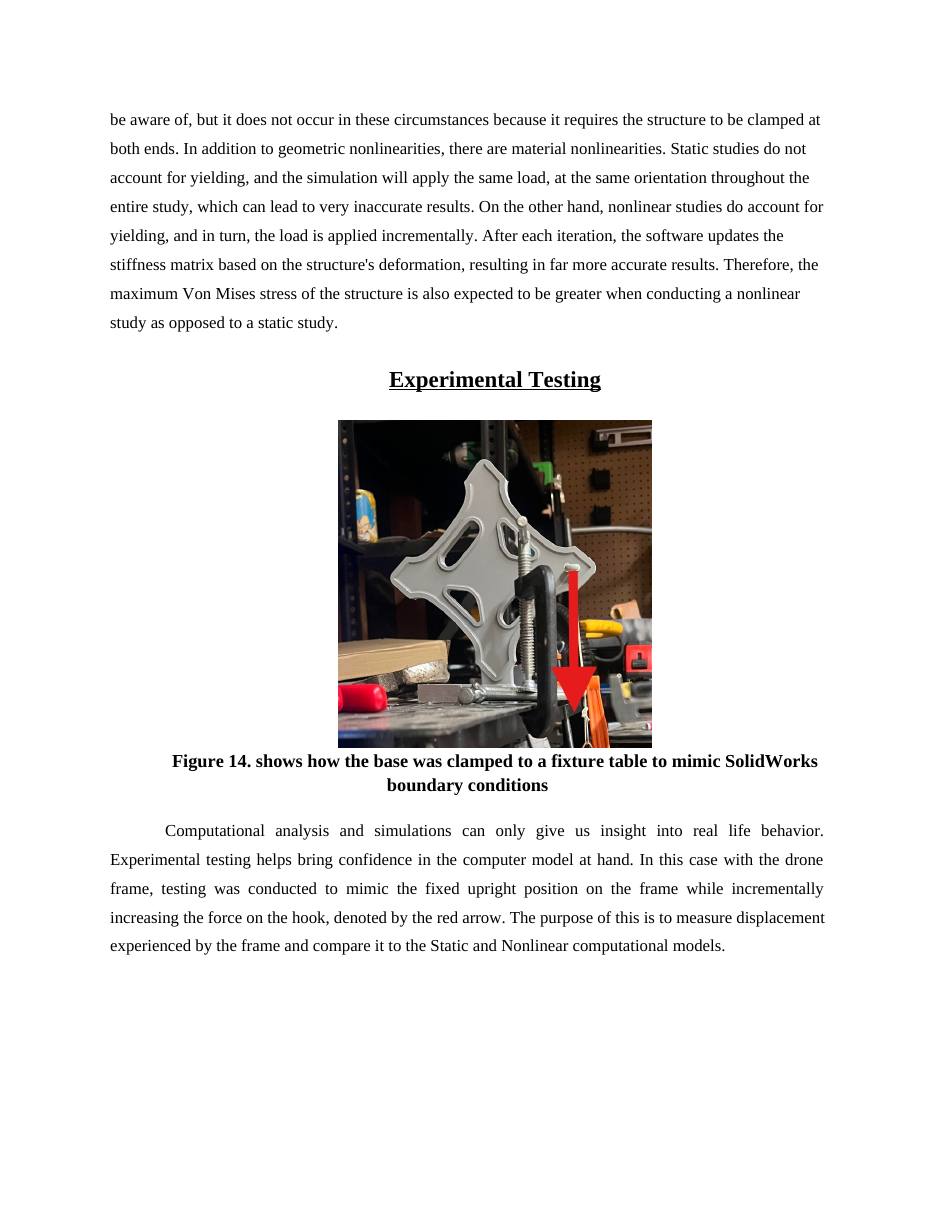 be aware of, but it does not occur in these circumstances because it requires the structure to be clamped at
both ends. In addition to geometric nonlinearities, there are material nonlinearities. Static studies do not
account for yielding, and the simulation will apply the same load, at the same orientation throughout the
entire study, which can lead to very inaccurate results. On the other hand, nonlinear studies do account for
yielding, and in turn, the load is applied incrementally. After each iteration, the software updates the
stiffness matrix based on the structure's deformation, resulting in far more accurate results. Therefore, the
maximum Von Mises stress of the structure is also expected to be greater when conducting a nonlinear
study as opposed to a static study.
Experimental Testing
Figure 14. shows how the base was clamped to a fixture table to mimic SolidWorks
boundary conditions
Computational analysis and simulations can only give us insight into real life behavior.
Experimental testing helps bring confidence in the computer model at hand. In this case with the drone
frame, testing was conducted to mimic the fixed upright position on the frame while incrementally
increasing the force on the hook, denoted by the red arrow. The purpose of this is to measure displacement
experienced by the frame and compare it to the Static and Nonlinear computational models.